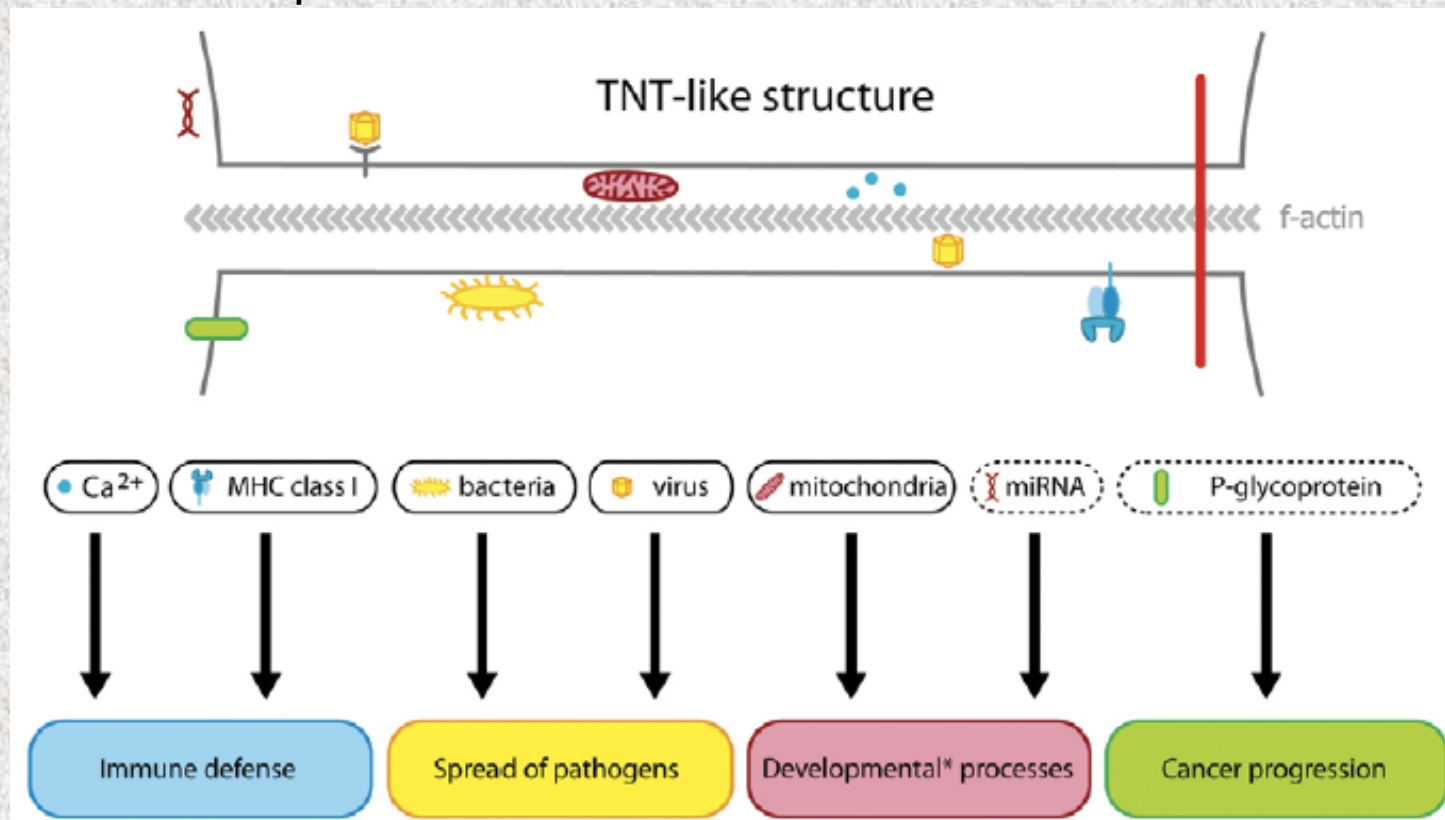 TNT-like structure
f-actin
Ca2+
MHC class I
bacteria
virus
mitochondria
miRNA
P-glycoprotein
Immune defense
Spread of pathogens
Developmental* processes
Cancer progression